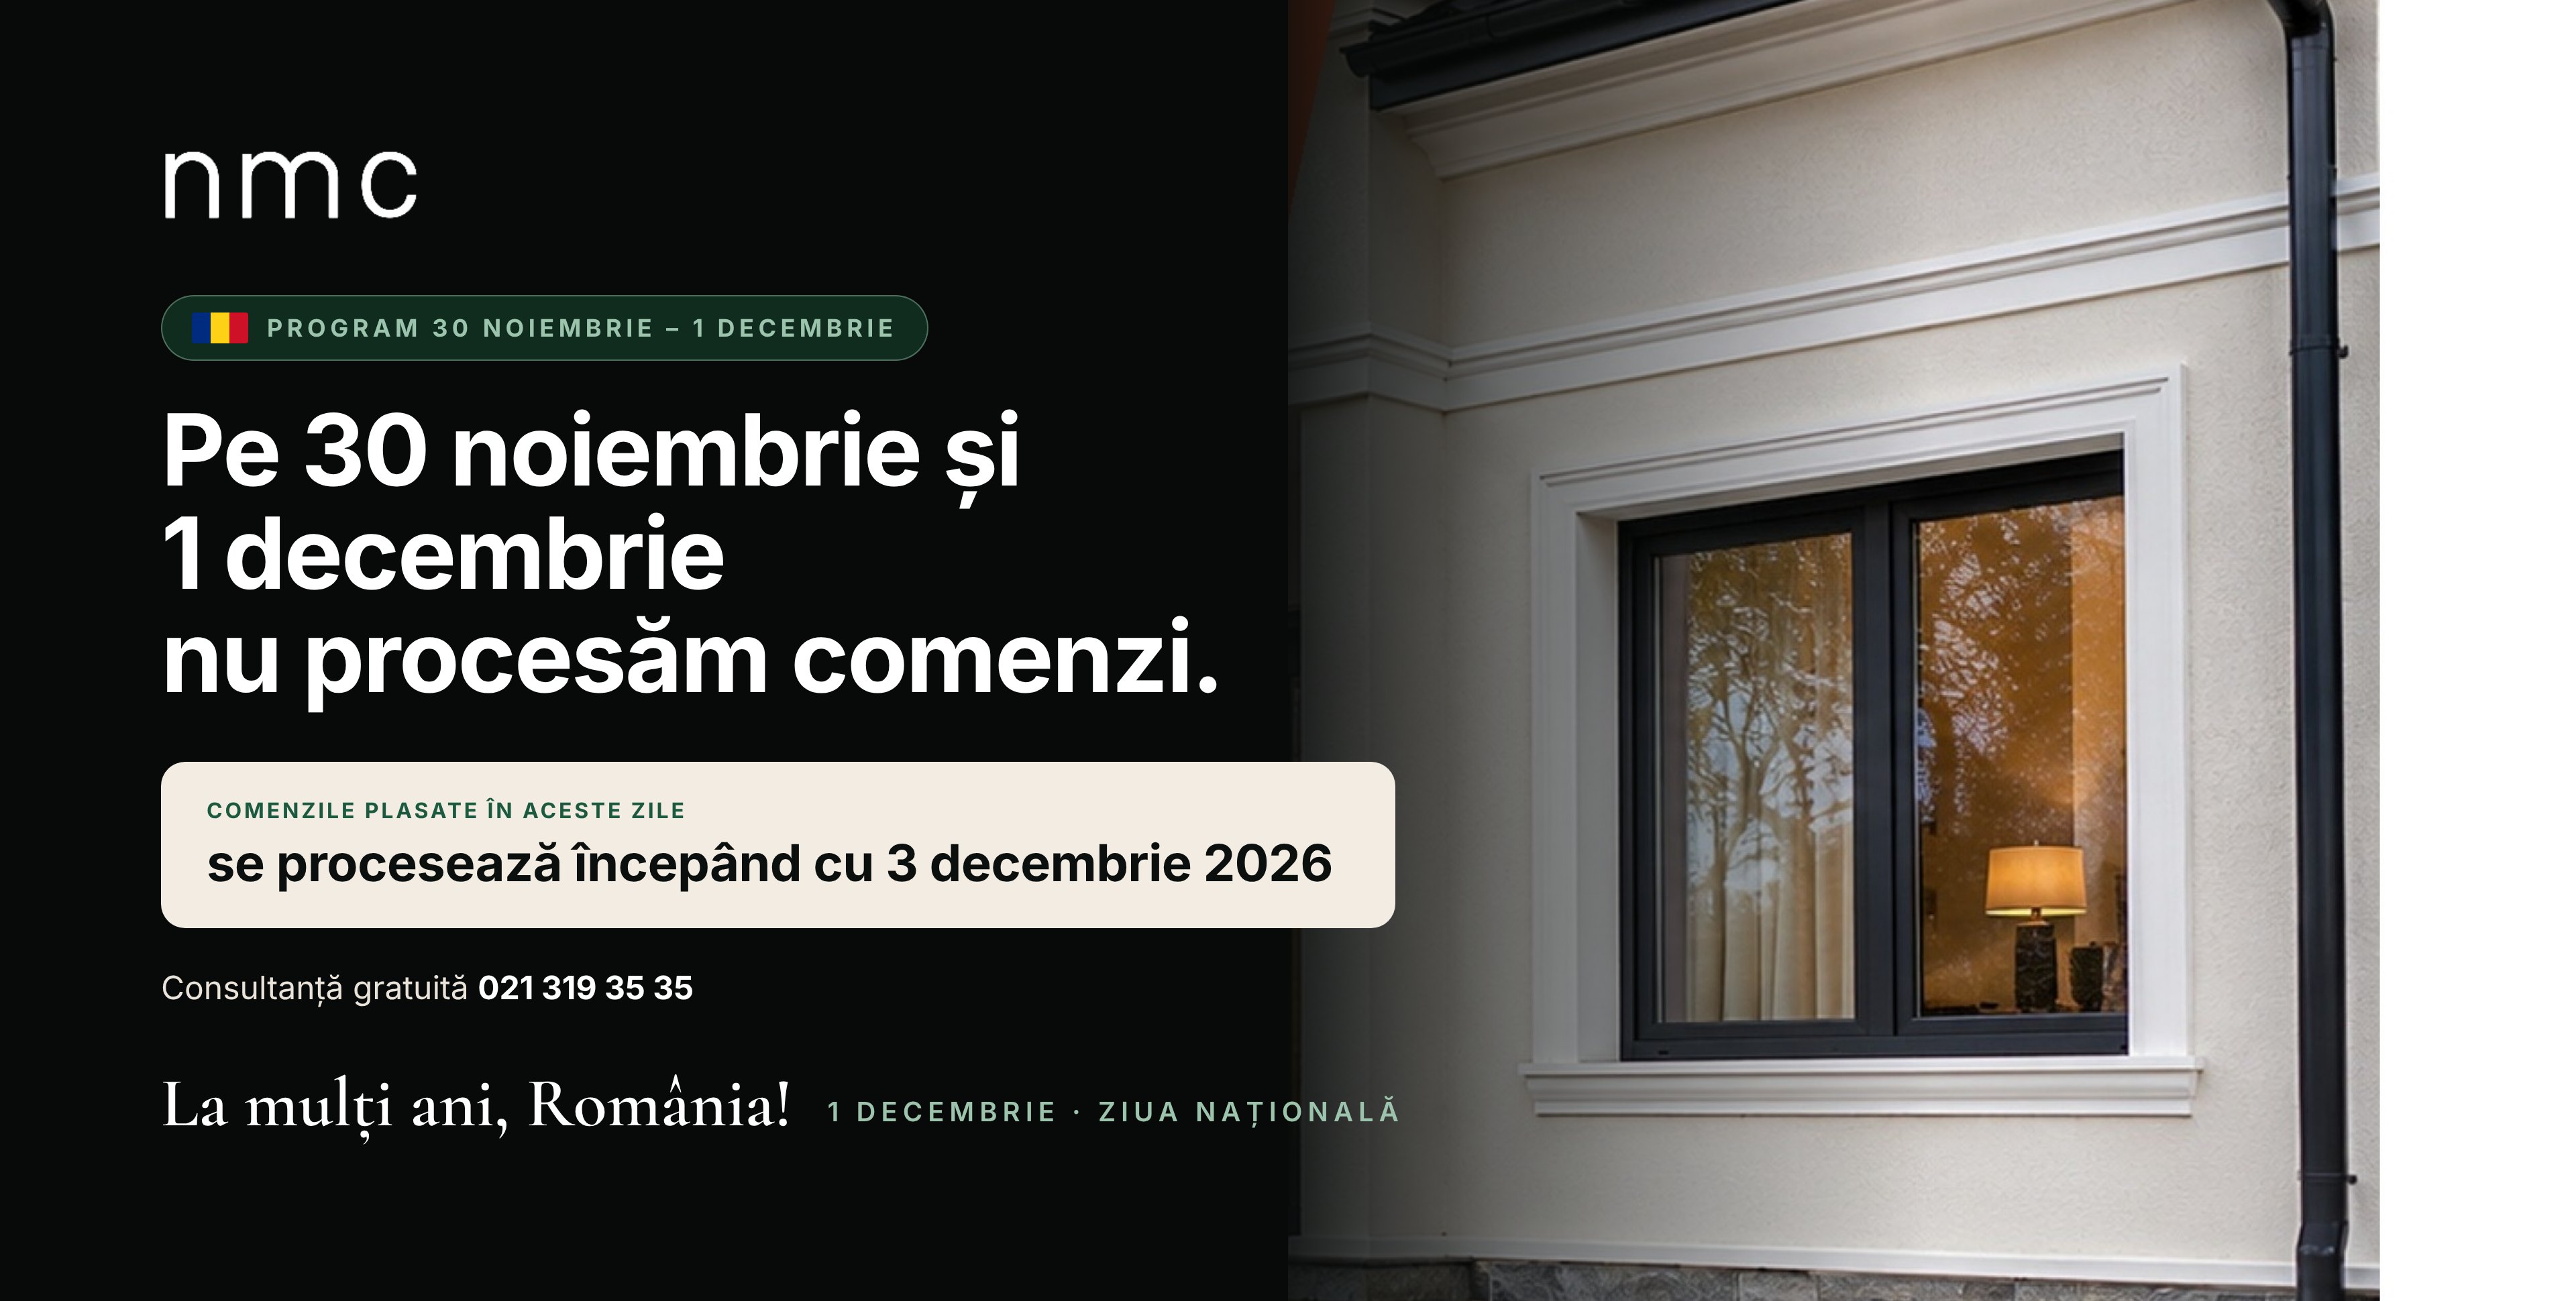 nmc
PROGRAM 30 NOIEMBRIE – 1 DECEMBRIE
Pe 30 noiembrie și
1 decembrie
nu procesăm comenzi.
COMENZILE PLASATE ÎN ACESTE ZILE
se procesează începând cu 3 decembrie 2026
Consultanță gratuită 021 319 35 35
La mulți ani, România! 1 DECEMBRIE · ZIUA NAȚIONALĂ